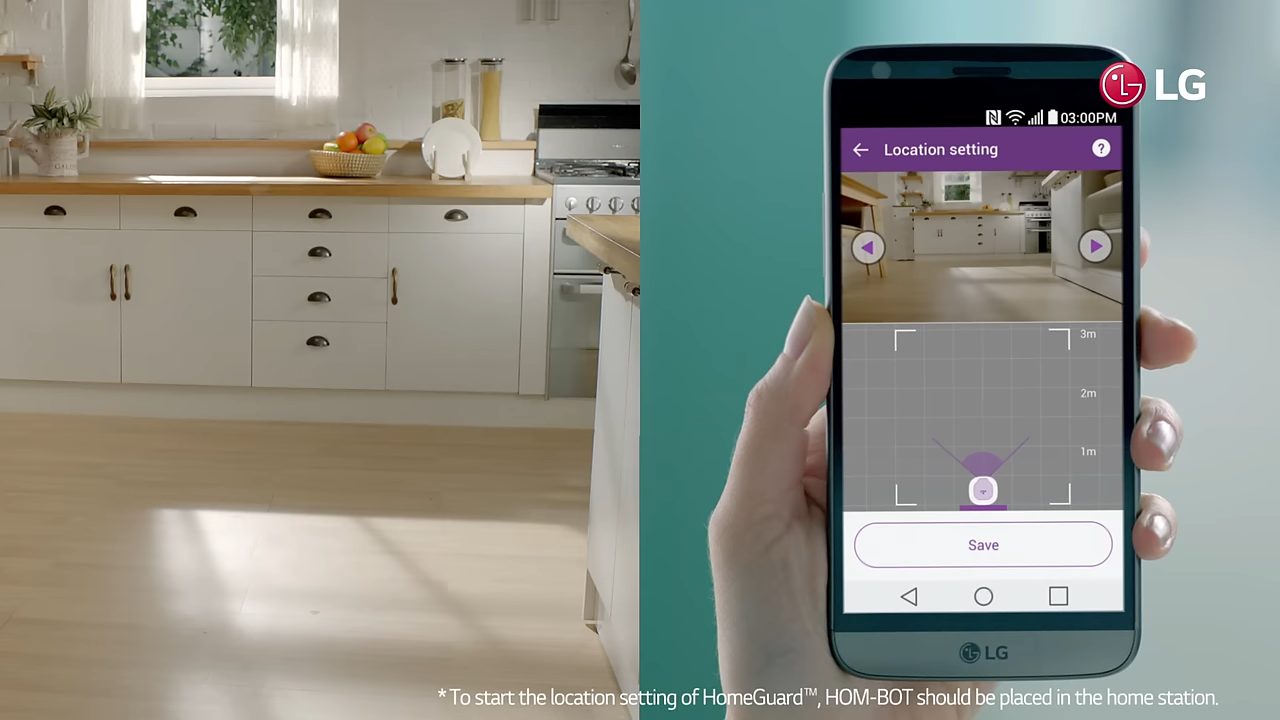 LG
03:00PM
Location setting
?
3m
2m
1m
Save
LG
* To start the location setting of HomeGuard™, HOM-BOT should be placed in the home station.